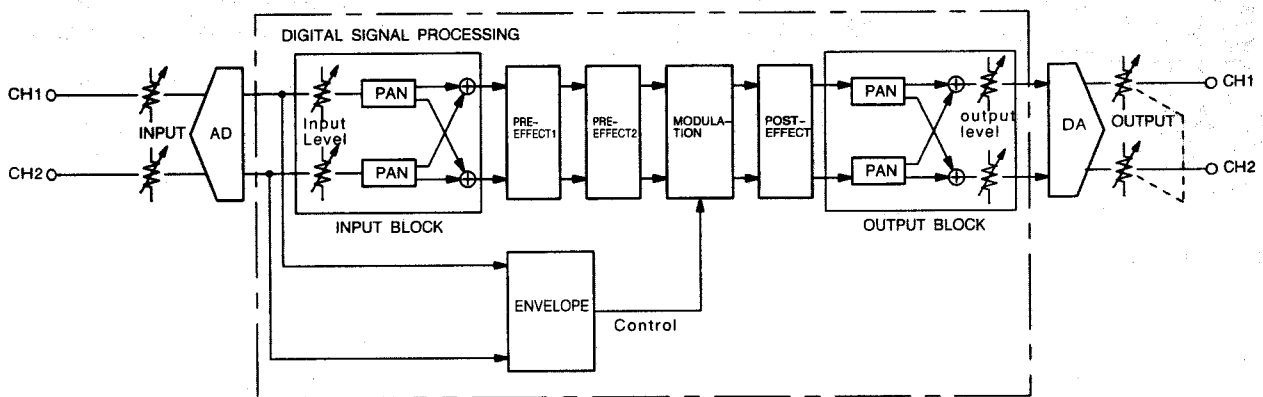 DIGITAL SIGNAL PROCESSING
CH1
INPUT
CH2
AD
Input
Level
PAN
PAN
INPUT BLOCK
PRE-
EFFECT1
PRE-
EFFECT2
MODULA-
TION
POST-
EFFECT
PAN
PAN
output
level
OUTPUT BLOCK
DA
OUTPUT
CH1
CH2
ENVELOPE
Control